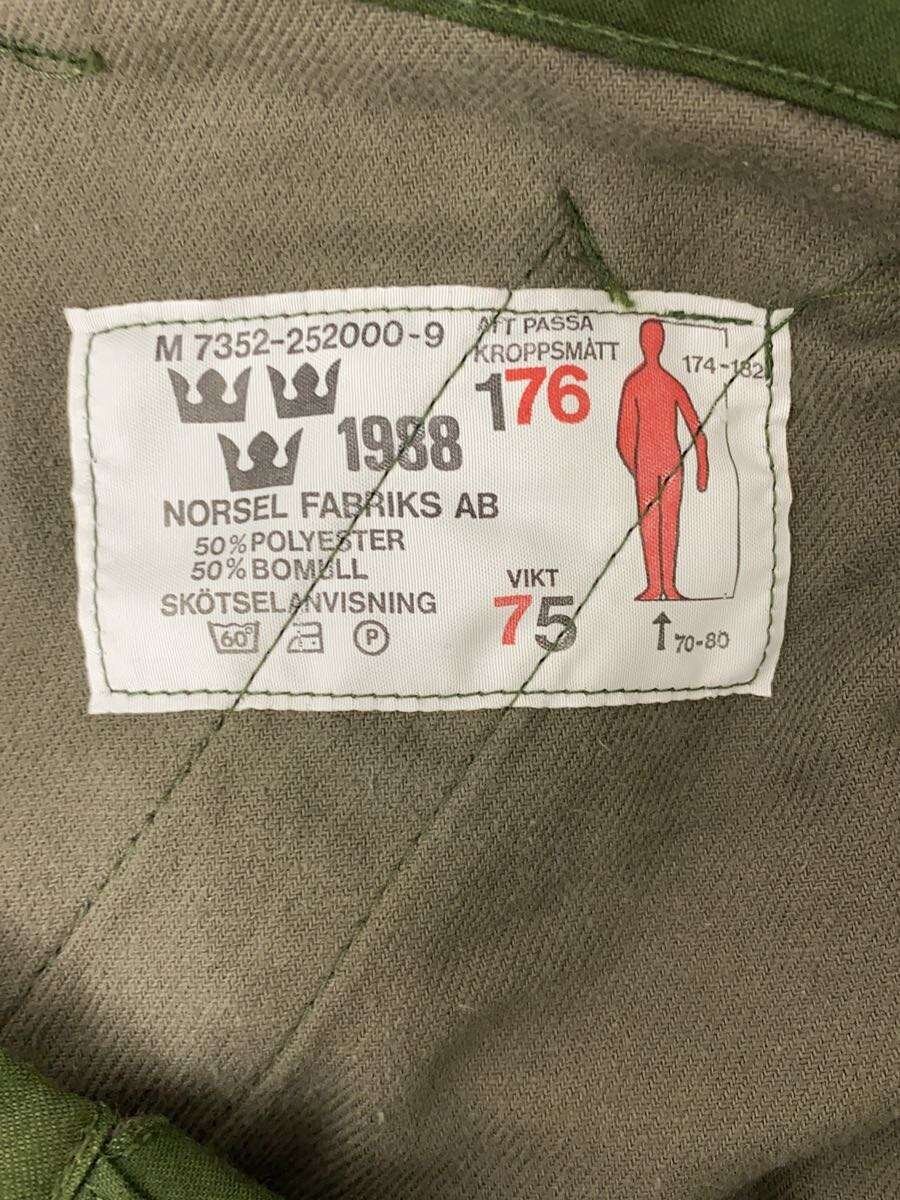 M 7352-252000-9
1988
NORSEL FABRIKS AB
50% POLYESTER
50% BOMULL
SKÖTSELANVISNING
60°
P
ATT PASSA
KROPPSMÅTT
176
174-182
VIKT
75
70-80